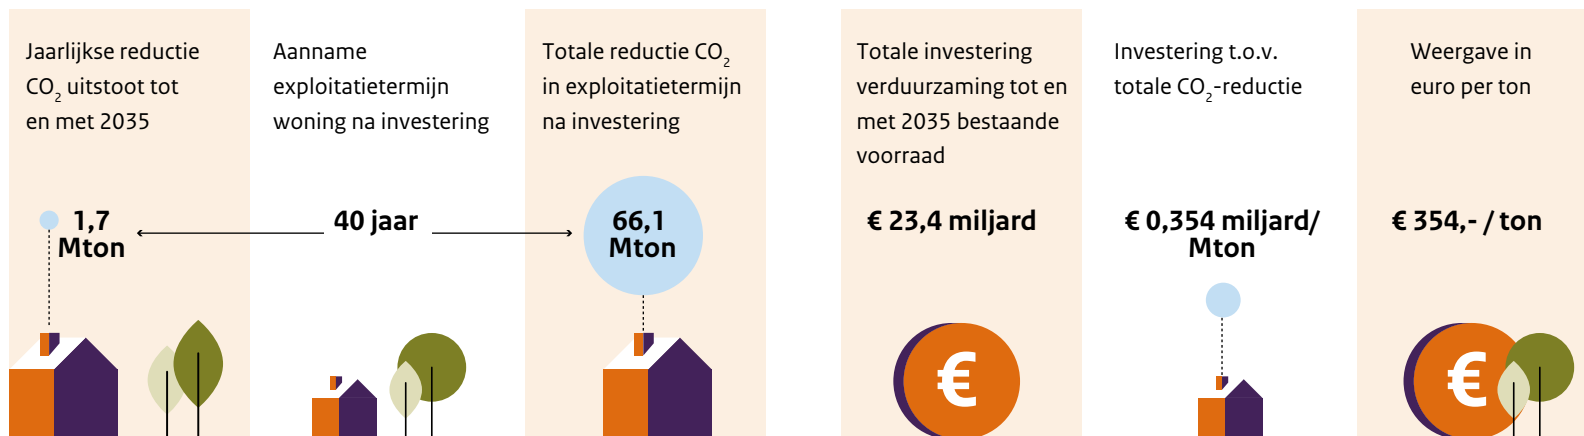 Jaarlijkse reductie
CO₂ uitstoot tot
en met 2035
1,7
Mton
Aanname
exploitatietermijn
woning na investering
40 jaar
Totale reductie CO₂
in exploitatietermijn
na investering
66,1
Mton
Totale investering
verduurzaming tot en
met 2035 bestaande
voorraad
€ 23,4 miljard
€
Investering t.o.v.
totale CO₂-reductie
€ 0,354 miljard/
Mton
Weergave in
euro per ton
€ 354,- / ton
€